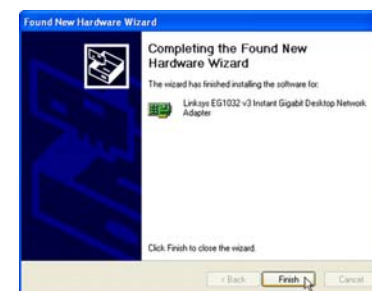 Found New Hardware Wizard
Completing the Found New
Hardware Wizard
The wizard has finished installing the software for:
Linksys EG1032 v3 Instant Gigabit Desktop Network
Adapter
Click Finish to close the wizard.
< Back Finish Cancel